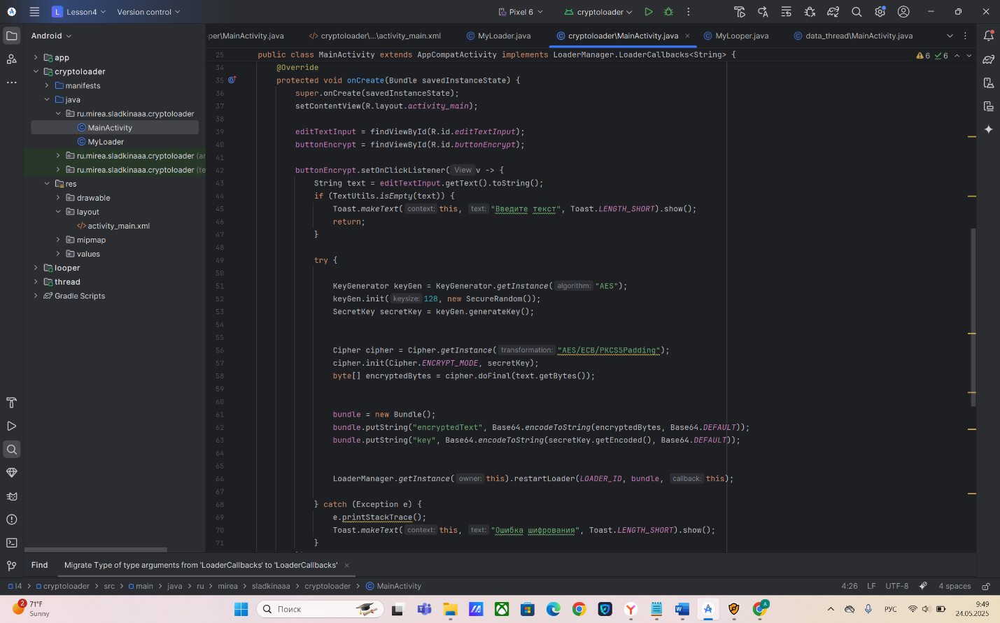 L Lesson4 Version control Pixel 6 cryptoloader
Android
per\MainActivity.java cryptoloader\...\activity_main.xml MyLoader.java cryptoloader\MainActivity.java MyLooper.java data_thread\MainActivity.java
app
cryptoloader
manifests
java
ru.mirea.sladkinaaa.cryptoloader
MainActivity
MyLoader
ru.mirea.sladkinaaa.cryptoloader (ar
ru.mirea.sladkinaaa.cryptoloader (te
res
drawable
layout
activity_main.xml
mipmap
values
looper
thread
Gradle Scripts
25 public class MainActivity extends AppCompatActivity implements LoaderManager.LoaderCallbacks<String> { 6 6
34 @Override
35 protected void onCreate(Bundle savedInstanceState) {
36 super.onCreate(savedInstanceState);
37 setContentView(R.layout.activity_main);
38
39 editTextInput = findViewById(R.id.editTextInput);
40 buttonEncrypt = findViewById(R.id.buttonEncrypt);
41
42 buttonEncrypt.setOnClickListener( View v -> {
43 String text = editTextInput.getText().toString();
44 if (TextUtils.isEmpty(text)) {
45 Toast.makeText( context: this, text: "Введите текст", Toast.LENGTH_SHORT).show();
46 return;
47 }
48
49 try {
50
51 KeyGenerator keyGen = KeyGenerator.getInstance( algorithm: "AES");
52 keyGen.init( keysize: 128, new SecureRandom());
53 SecretKey secretKey = keyGen.generateKey();
54
55
56 Cipher cipher = Cipher.getInstance( transformation: "AES/ECB/PKCS5Padding");
57 cipher.init(Cipher.ENCRYPT_MODE, secretKey);
58 byte[] encryptedBytes = cipher.doFinal(text.getBytes());
59
60
61 bundle = new Bundle();
62 bundle.putString("encryptedText", Base64.encodeToString(encryptedBytes, Base64.DEFAULT));
63 bundle.putString("key", Base64.encodeToString(secretKey.getEncoded(), Base64.DEFAULT));
64
65
66 LoaderManager.getInstance( owner: this).restartLoader(LOADER_ID, bundle, callback: this);
67
68 } catch (Exception e) {
69 e.printStackTrace();
70 Toast.makeText( context: this, text: "Ошибка шифрования", Toast.LENGTH_SHORT).show();
71 }
Find Migrate Type of type arguments from 'LoaderCallbacks' to 'LoaderCallbacks'
l4 > cryptoloader > src > main > java > ru > mirea > sladkinaaa > cryptoloader > MainActivity 4:26 LF UTF-8 4 spaces
2 71°F
Sunny
Поиск
РУС
9:49
24.05.2025